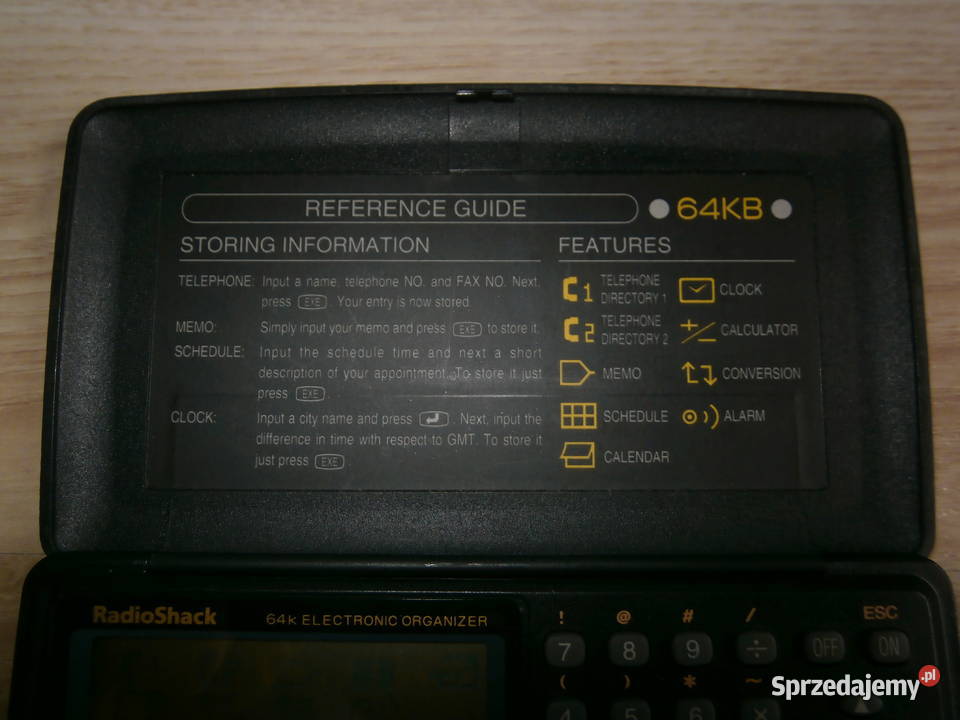 REFERENCE GUIDE
64KB
STORING INFORMATION
TELEPHONE: Input a name, telephone NO. and FAX NO. Next,
press EXE . Your entry is now stored.
MEMO: Simply input your memo and press EXE to store it.
SCHEDULE: Input the schedule time and next a short
description of your appointment. To store it just
press EXE .
CLOCK: Input a city name and press ↵ . Next, input the
difference in time with respect to GMT. To store it
just press EXE .
FEATURES
1 TELEPHONE
DIRECTORY 1
CLOCK
2 TELEPHONE
DIRECTORY 2
CALCULATOR
MEMO
CONVERSION
SCHEDULE
ALARM
CALENDAR
RadioShack
64k ELECTRONIC ORGANIZER
! @ # / ESC
7 8 9 ÷ OFF ON
( ) * ~
4 5 6 ×
Sprzedajemy.pl